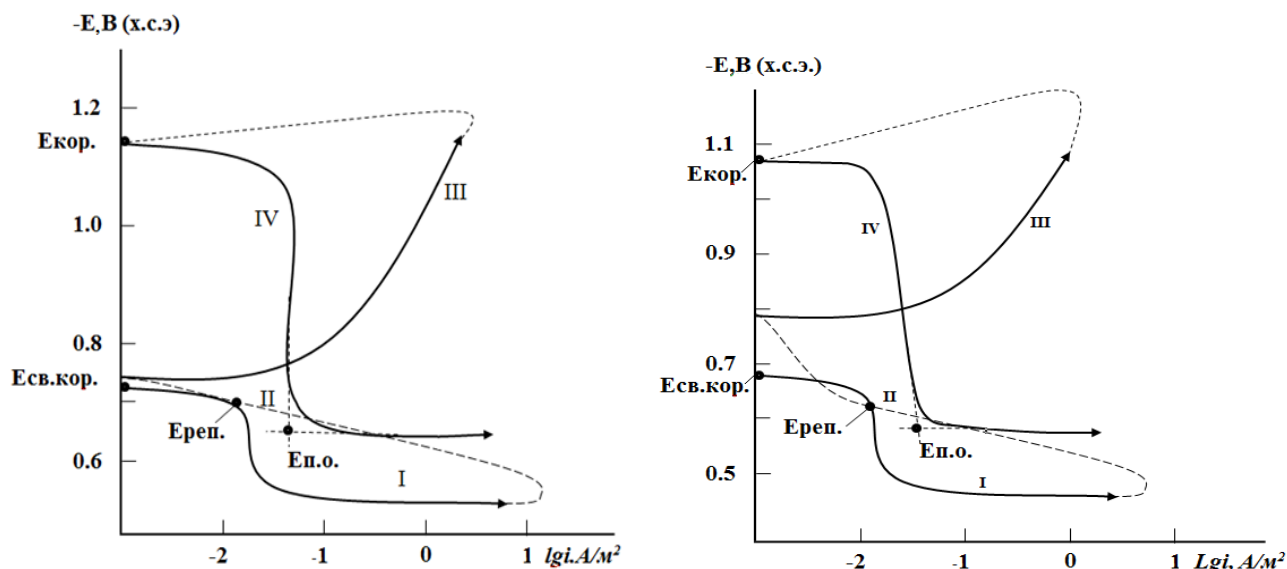 -E,В (х.с.э)
1.2
Екор.
1.0
IV
III
0.8
Есв.кор.
II
Ереп.
Еп.о.
0.6
I
-2
-1
0
1
lgi.А/м²
-E,В (х.с.э.)
1.1
Екор.
0.9
IV
III
0.7
Есв.кор.
II
Ереп.
Еп.о.
0.5
I
-2
-1
0
1
Lgi, А/м²